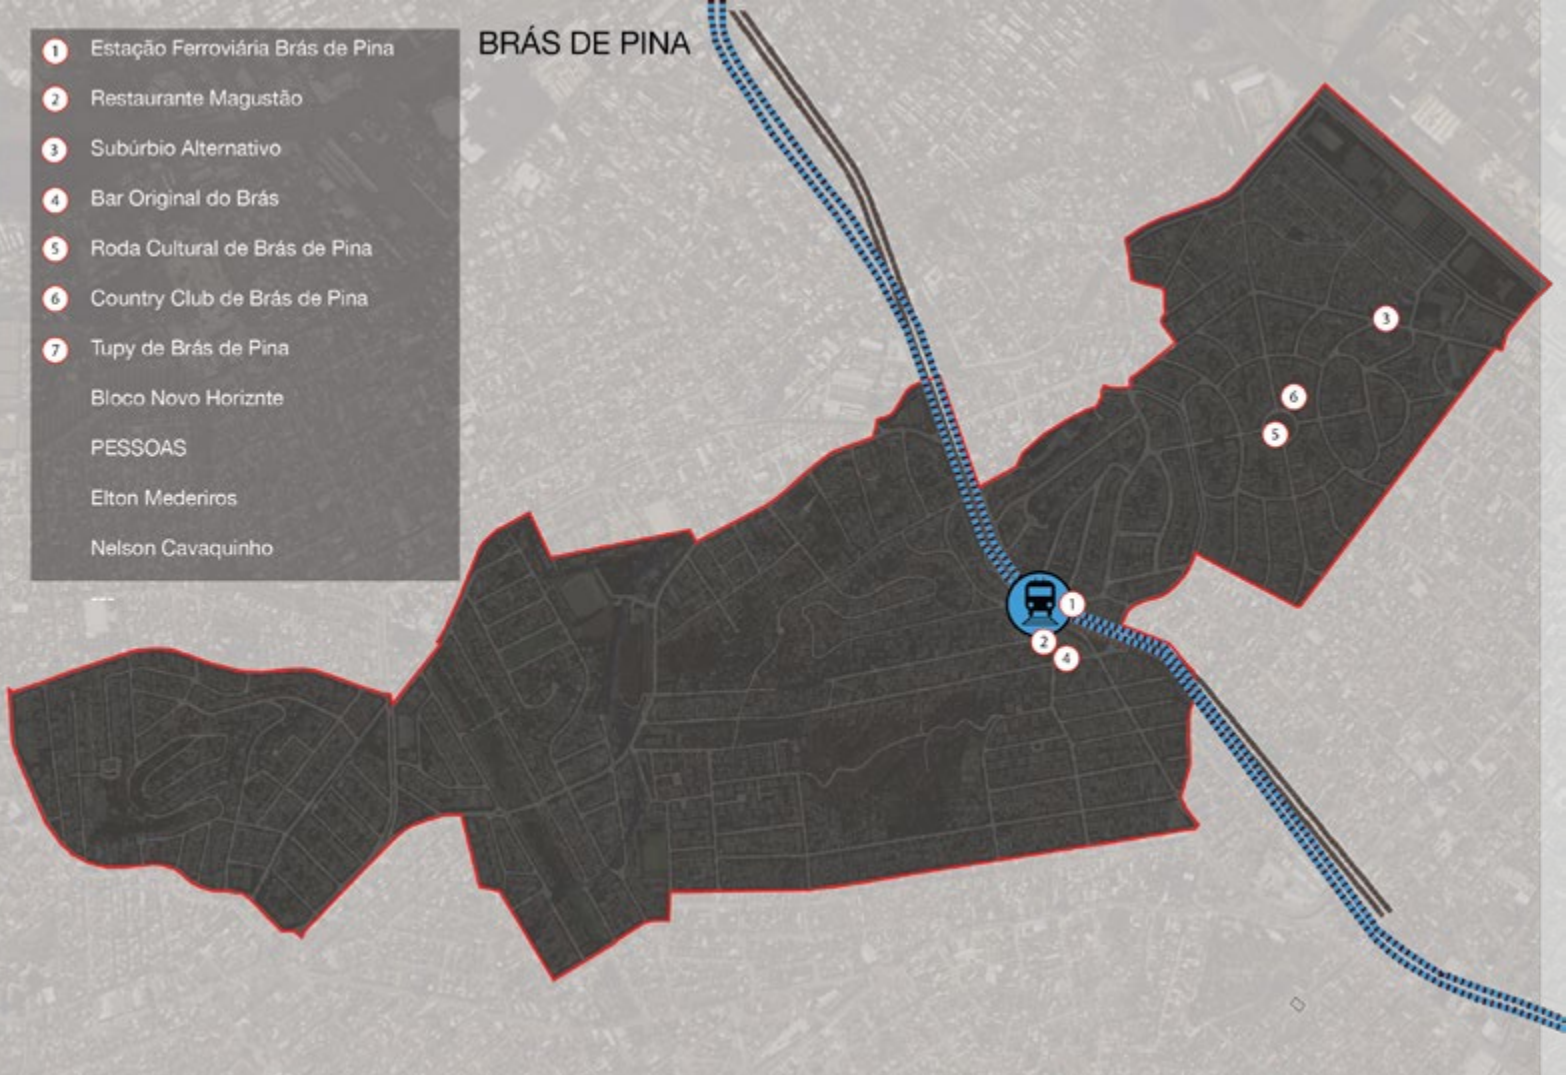 BRÁS DE PINA
1 Estação Ferroviária Brás de Pina
2 Restaurante Magustão
3 Subúrbio Alternativo
4 Bar Original do Brás
5 Roda Cultural de Brás de Pina
6 Country Club de Brás de Pina
7 Tupy de Brás de Pina
Bloco Novo Horiznte
PESSOAS
Elton Mederiros
Nelson Cavaquinho
---
3
6
5
1
2
4